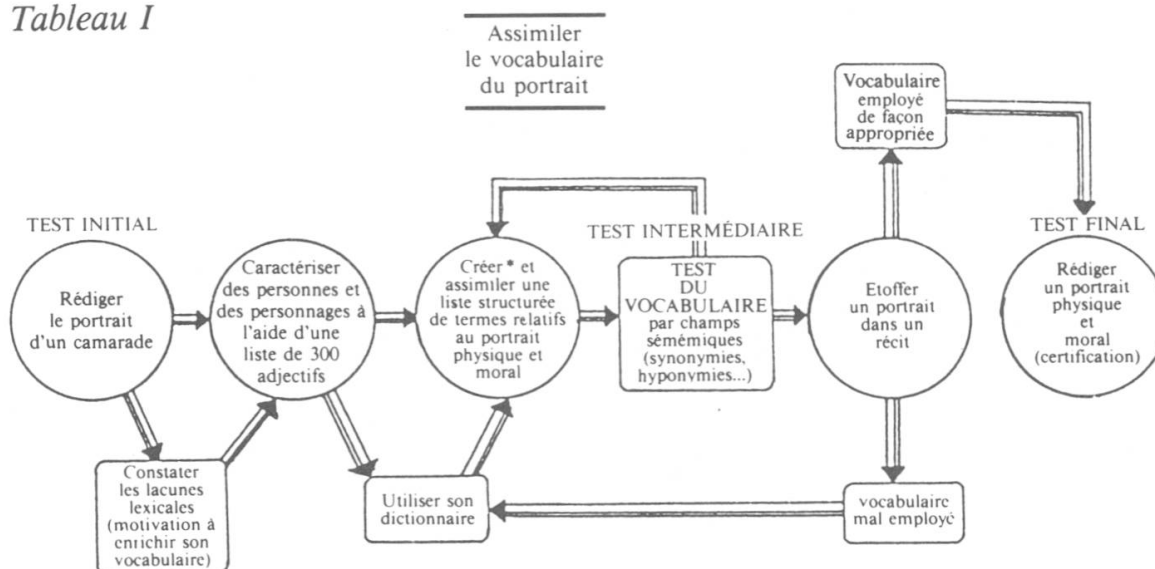 Tableau I
Assimiler
le vocabulaire
du portrait
TEST INITIAL
Rédiger
le portrait
d'un camarade
Constater
les lacunes
lexicales
(motivation à
enrichir son
vocabulaire)
Caractériser
des personnes et
des personnages à
l'aide d'une
liste de 300
adjectifs
Utiliser son
dictionnaire
Créer* et
assimiler une
liste structurée
de termes relatifs
au portrait
physique et
moral
TEST INTERMÉDIAIRE
TEST
DU
VOCABULAIRE
par champs
sémémiques
(synonymies,
hyponymies...)
Etoffer
un portrait
dans un
récit
Vocabulaire
employé
de façon
appropriée
vocabulaire
mal employé
TEST FINAL
Rédiger
un portrait
physique
et
moral
(certification)